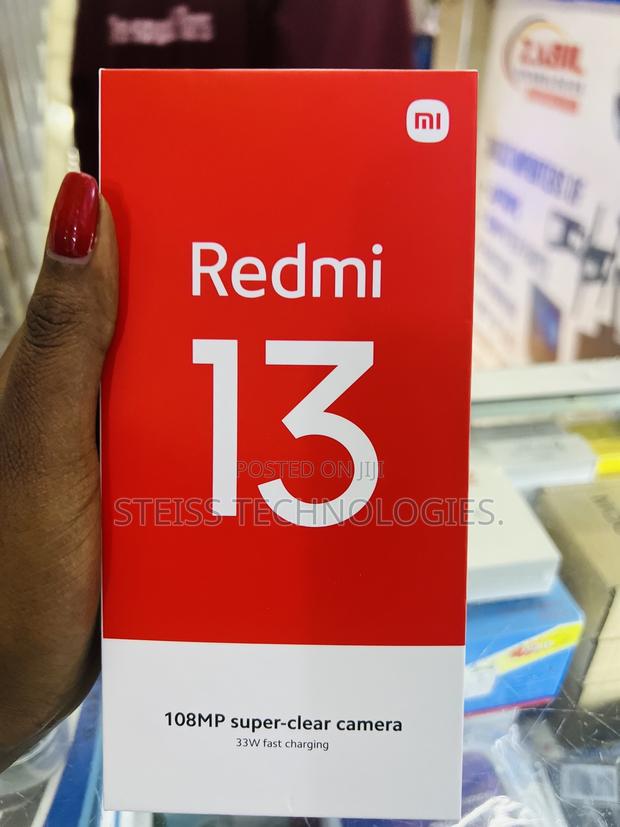 mi
Redmi
13
POSTED ON JIJI
STEISS TECHNOLOGIES.
108MP super-clear camera
33W fast charging